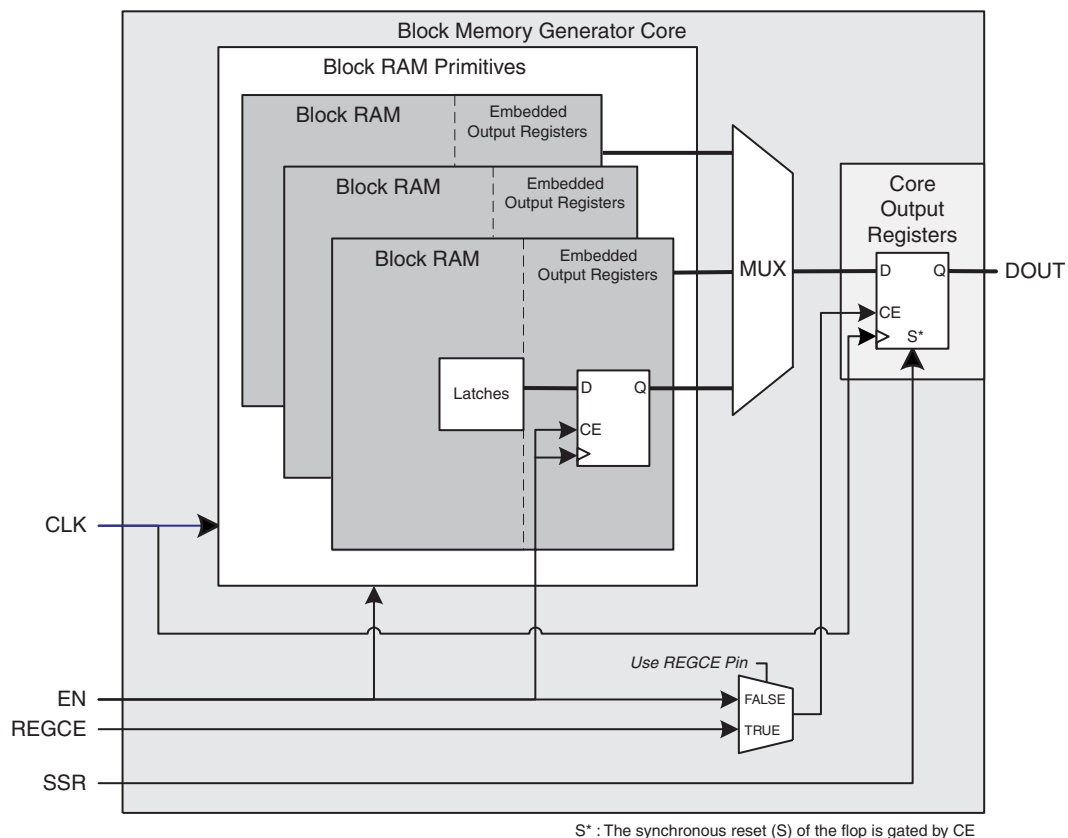 Block Memory Generator Core
Block RAM Primitives
Block RAM
Embedded
Output Registers
Block RAM
Embedded
Output Registers
Block RAM
Embedded
Output Registers
Latches
D
Q
CE
MUX
Core
Output
Registers
D
Q
CE
S*
DOUT
CLK
Use REGCE Pin
EN
FALSE
REGCE
TRUE
SSR
S* : The synchronous reset (S) of the flop is gated by CE